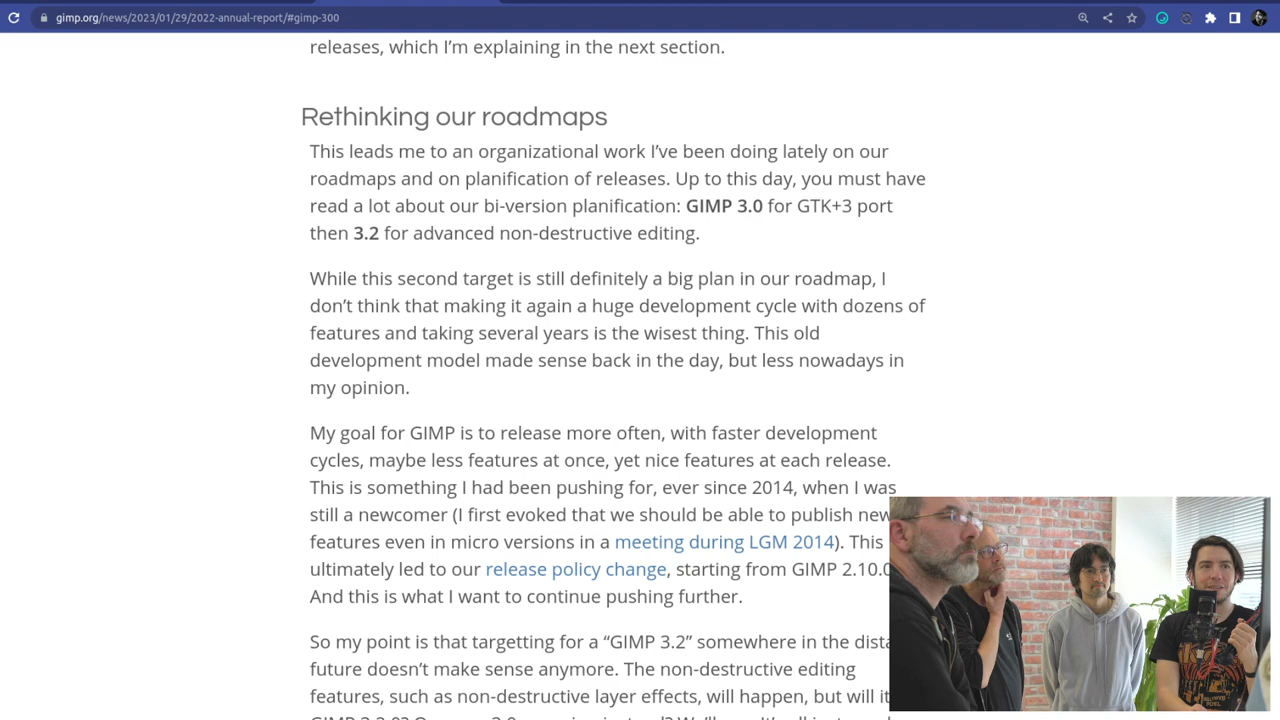 gimp.org/news/2023/01/29/2022-annual-report/#gimp-300
releases, which I’m explaining in the next section.
Rethinking our roadmaps
This leads me to an organizational work I’ve been doing lately on our
roadmaps and on planification of releases. Up to this day, you must have
read a lot about our bi-version planification: GIMP 3.0 for GTK+3 port
then 3.2 for advanced non-destructive editing.
While this second target is still definitely a big plan in our roadmap, I
don’t think that making it again a huge development cycle with dozens of
features and taking several years is the wisest thing. This old
development model made sense back in the day, but less nowadays in
my opinion.
My goal for GIMP is to release more often, with faster development
cycles, maybe less features at once, yet nice features at each release.
This is something I had been pushing for, ever since 2014, when I was
still a newcomer (I first evoked that we should be able to publish new
features even in micro versions in a meeting during LGM 2014). This
ultimately led to our release policy change, starting from GIMP 2.10.0
And this is what I want to continue pushing further.
So my point is that targetting for a “GIMP 3.2” somewhere in the dista
future doesn’t make sense anymore. The non-destructive editing
features, such as non-destructive layer effects, will happen, but will it